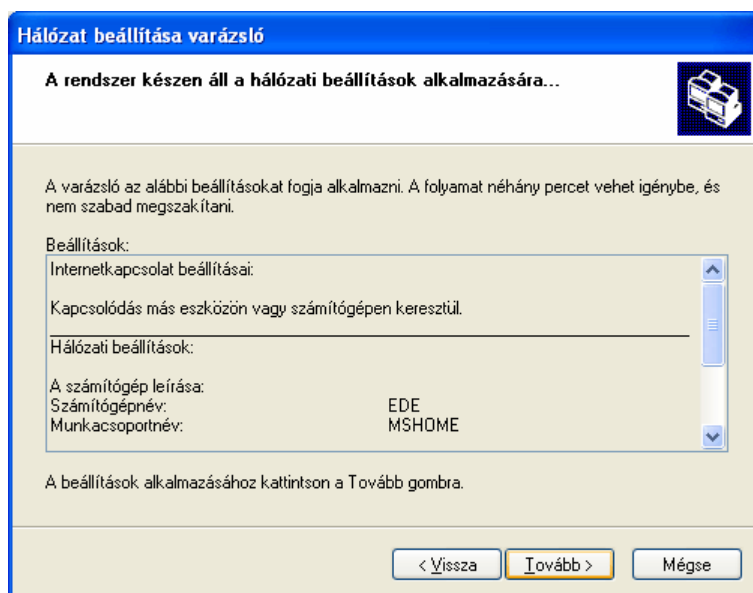 Hálózat beállítása varázsló
A rendszer készen áll a hálózati beállítások alkalmazására...
A varázsló az alábbi beállításokat fogja alkalmazni. A folyamat néhány percet vehet igénybe, és
nem szabad megszakítani.
Beállítások:
Internetkapcsolat beállításai:
Kapcsolódás más eszközön vagy számítógépen keresztül.
Hálózati beállítások:
A számítógép leírása:
Számítógépnév: EDE
Munkacsoportnév: MSHOME
A beállítások alkalmazásához kattintson a Tovább gombra.
< Vissza Tovább > Mégse